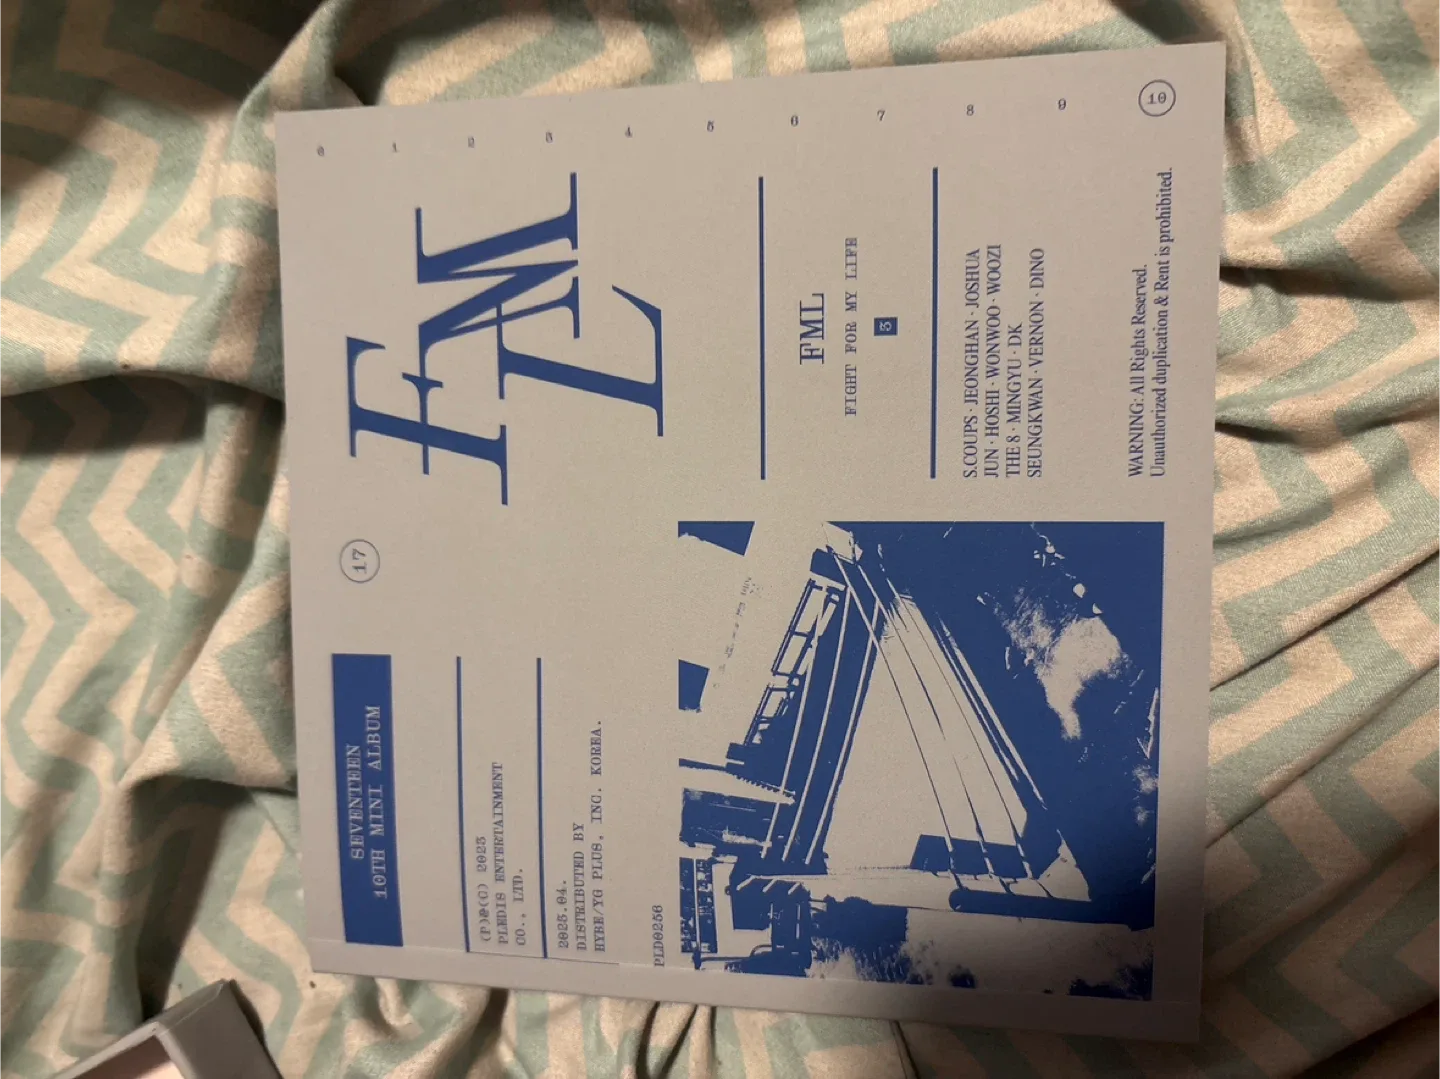 SEVENTEEN
10TH MINI ALBUM
17
FML
(P)&(C) 2023
PLEDIS ENTERTAINMENT
CO., LTD.
2023.04.
DISTRIBUTED BY
HYBE/YG PLUS, INC. KOREA.
PLD0256
FML
FIGHT FOR MY LIFE
3
S.COUPS · JEONGHAN · JOSHUA
JUN · HOSHI · WONWOO · WOOZI
THE 8 · MINGYU · DK
SEUNGKWAN · VERNON · DINO
WARNING: All Rights Reserved.
Unauthorized duplication & Rent is prohibited.
0
1
2
3
4
5
6
7
8
9
10